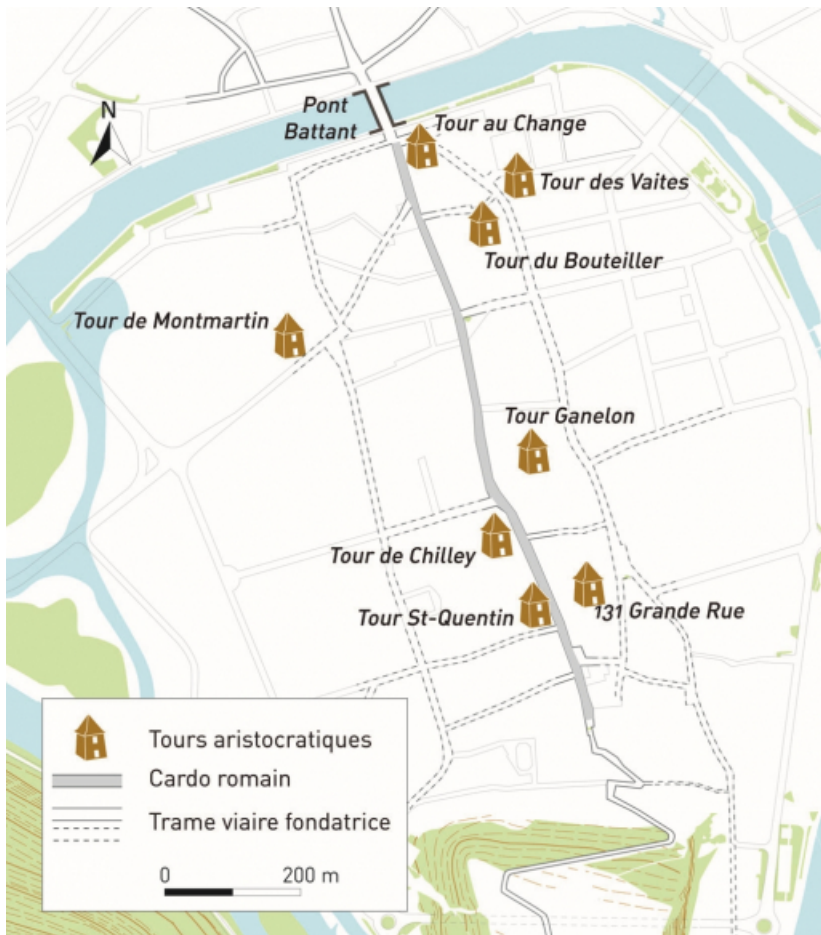 N
Pont
Battant
Tour au Change
Tour des Vaites
Tour du Bouteiller
Tour de Montmartin
Tour Ganelon
Tour de Chilley
Tour St-Quentin
131 Grande Rue
Tours aristocratiques
Cardo romain
Trame viaire fondatrice
0 200 m